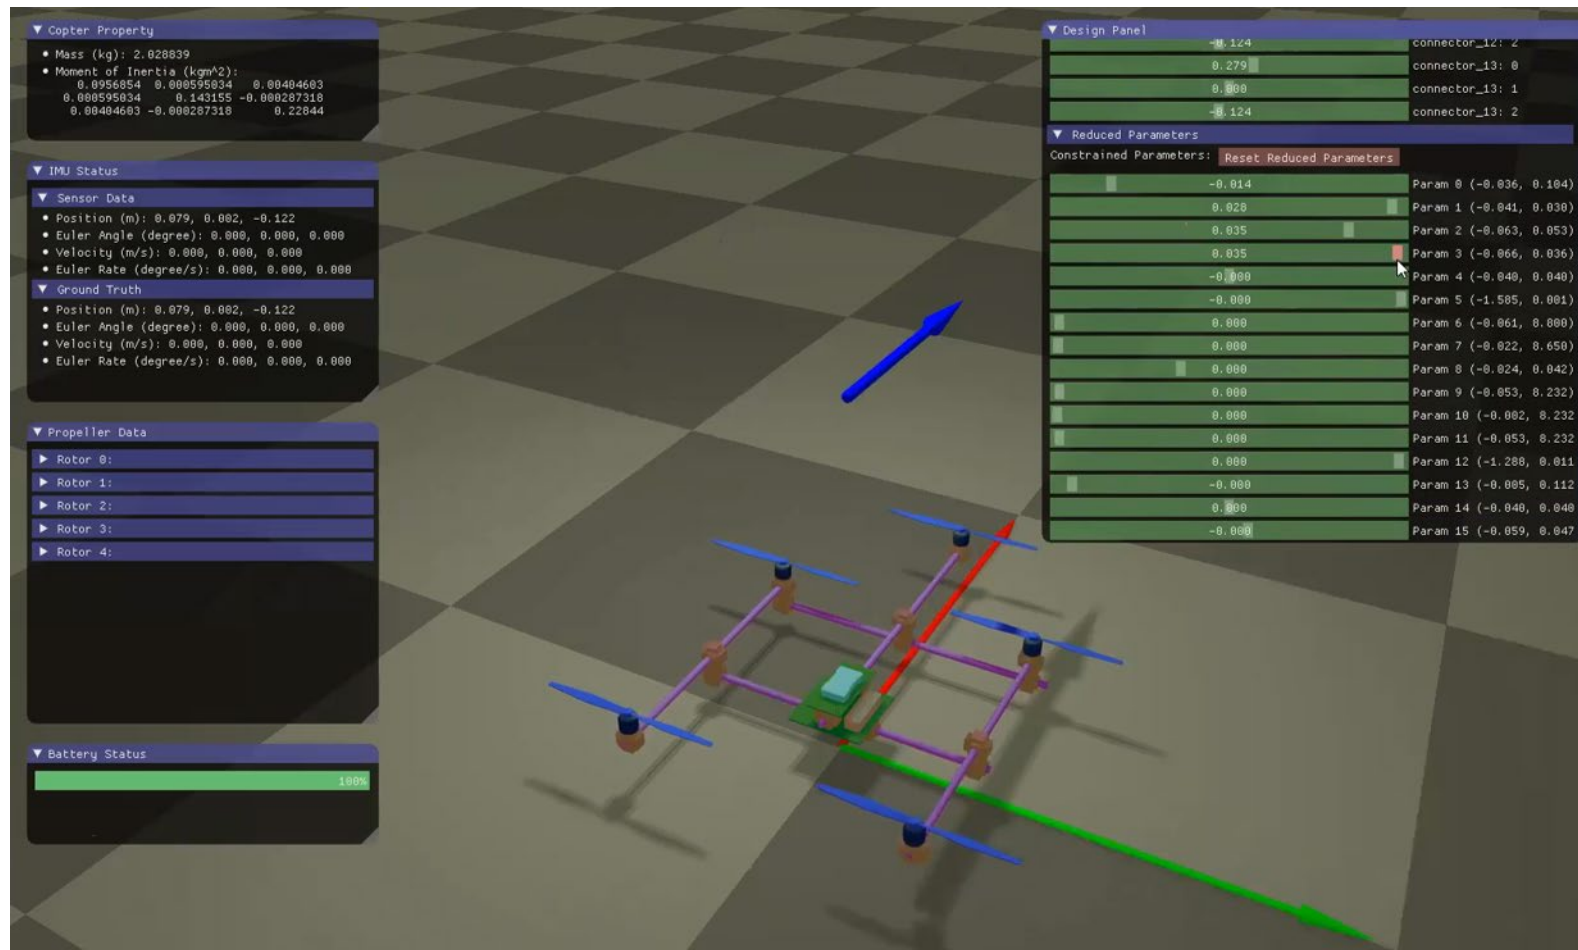 Copter Property
Mass (kg): 2.028839
Moment of Inertia (kgm^2):
0.0956854 0.000595034 0.00404603
0.000595034 0.143155 -0.000287318
0.00404603 -0.000287318 0.22844
IMU Status
Sensor Data
Position (m): 0.079, 0.002, -0.122
Euler Angle (degree): 0.000, 0.000, 0.000
Velocity (m/s): 0.000, 0.000, 0.000
Euler Rate (degree/s): 0.000, 0.000, 0.000
Ground Truth
Position (m): 0.079, 0.002, -0.122
Euler Angle (degree): 0.000, 0.000, 0.000
Velocity (m/s): 0.000, 0.000, 0.000
Euler Rate (degree/s): 0.000, 0.000, 0.000
Propeller Data
Rotor 0:
Rotor 1:
Rotor 2:
Rotor 3:
Rotor 4:
Battery Status
100%
Design Panel
-0.124 connector_12: 2
0.279 connector_13: 0
0.000 connector_13: 1
-0.124 connector_13: 2
Reduced Parameters
Constrained Parameters: Reset Reduced Parameters
-0.014 Param 0 (-0.036, 0.104)
0.028 Param 1 (-0.041, 0.030)
0.035 Param 2 (-0.063, 0.053)
0.035 Param 3 (-0.066, 0.036)
-0.000 Param 4 (-0.040, 0.040)
-0.000 Param 5 (-1.585, 0.001)
0.000 Param 6 (-0.061, 8.800)
0.000 Param 7 (-0.022, 8.650)
0.000 Param 8 (-0.024, 0.042)
0.000 Param 9 (-0.053, 8.232)
0.000 Param 10 (-0.002, 8.232
0.000 Param 11 (-0.053, 8.232
0.000 Param 12 (-1.288, 0.011
-0.000 Param 13 (-0.005, 0.112
0.000 Param 14 (-0.040, 0.040
-0.000 Param 15 (-0.059, 0.047